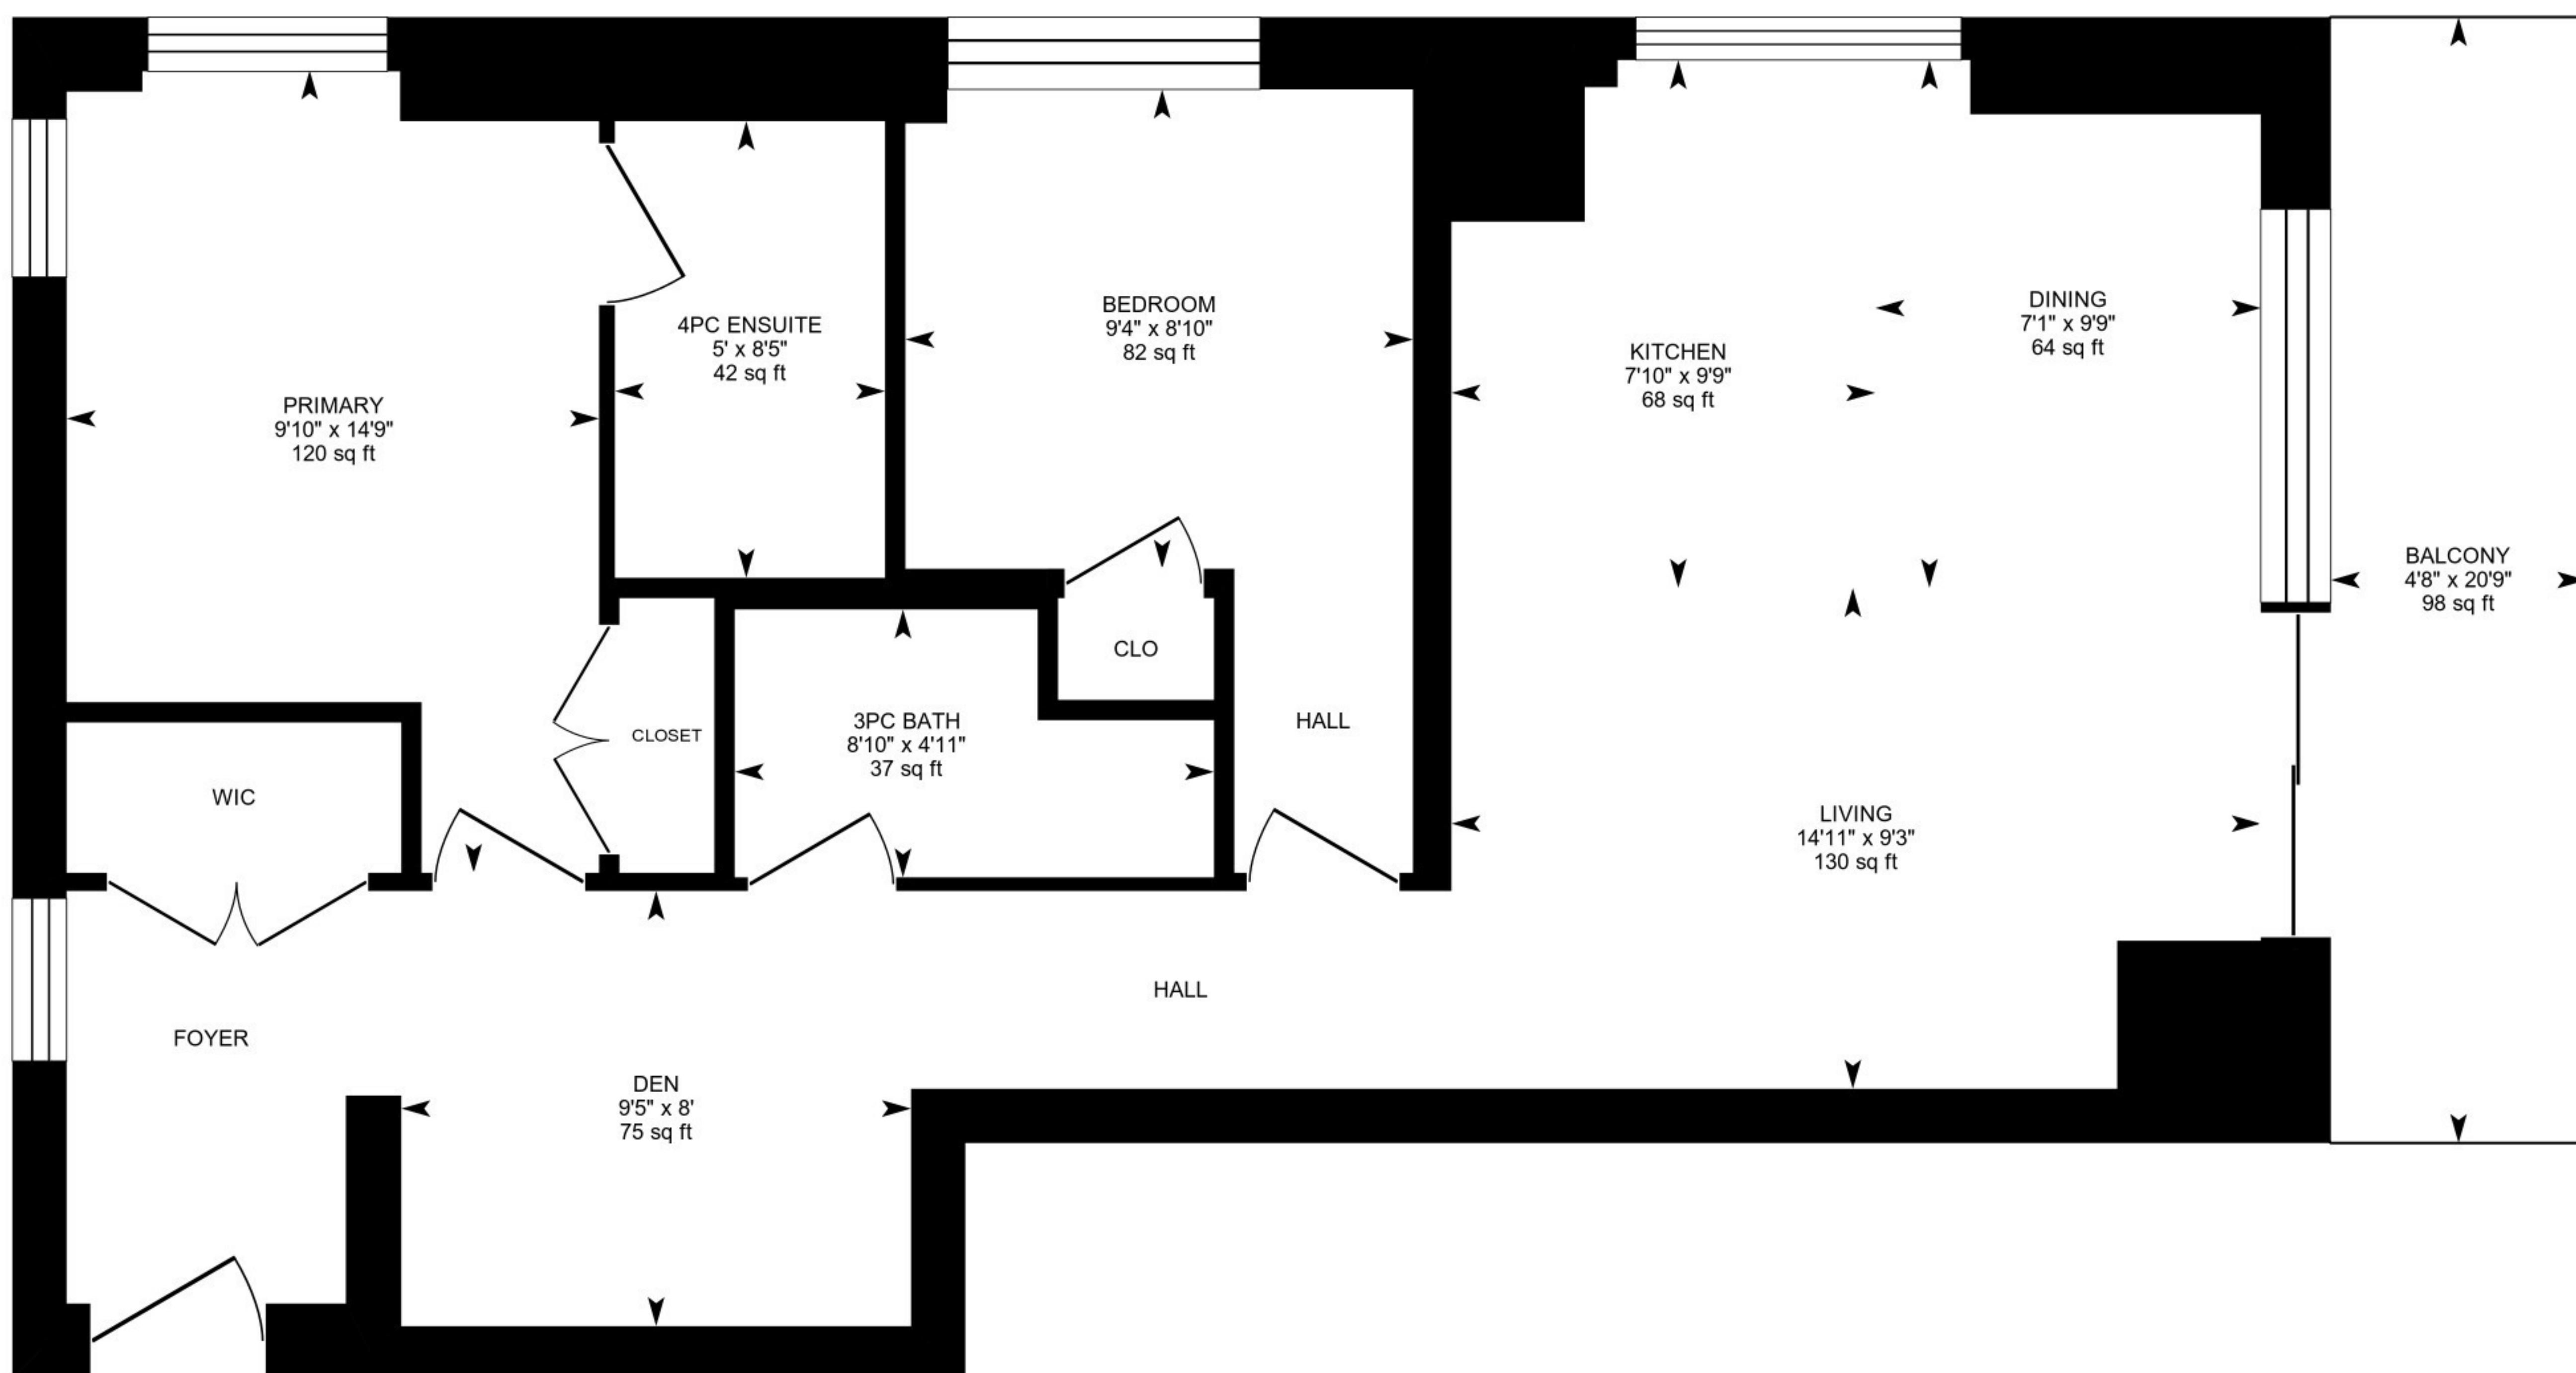 PRIMARY
9'10" x 14'9"
120 sq ft
4PC ENSUITE
5' x 8'5"
42 sq ft
BEDROOM
9'4" x 8'10"
82 sq ft
KITCHEN
7'10" x 9'9"
68 sq ft
DINING
7'1" x 9'9"
64 sq ft
BALCONY
4'8" x 20'9"
98 sq ft
WIC
CLOSET
3PC BATH
8'10" x 4'11"
37 sq ft
CLO
HALL
LIVING
14'11" x 9'3"
130 sq ft
FOYER
DEN
9'5" x 8'
75 sq ft
HALL